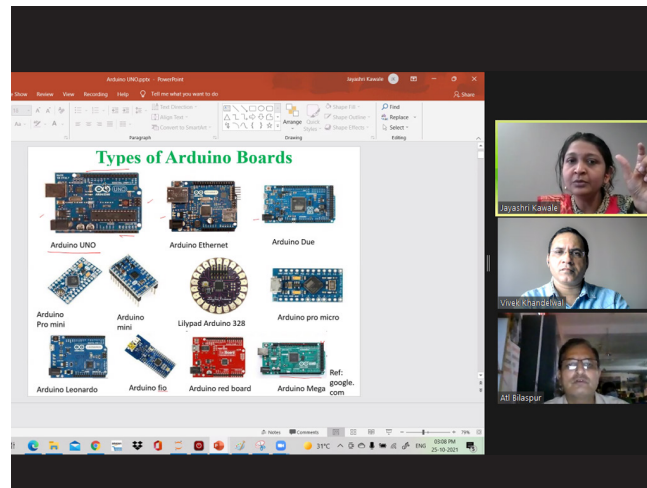 Arduino UNO.pptx - PowerPoint
Jayashri Kawale
Show Review View Recording Help Tell me what you want to do
Share
Text Direction
Align Text
Convert to SmartArt
Arrange
Quick
Styles
Shape Fill
Shape Outline
Shape Effects
Find
Replace
Select
Paragraph
Drawing
Editing
Types of Arduino Boards
Arduino UNO
Arduino Ethernet
Arduino Due
Arduino
Pro mini
Arduino
mini
Lilypad Arduino 328
Arduino pro micro
Arduino Leonardo
Arduino fio
Arduino red board
Arduino Mega
Ref:
google.
com
Notes
Comments
79%
31°C
ENG
03:08 PM
25-10-2021
Jayashri Kawale
Vivek Khandelwal
Atl Bilaspur